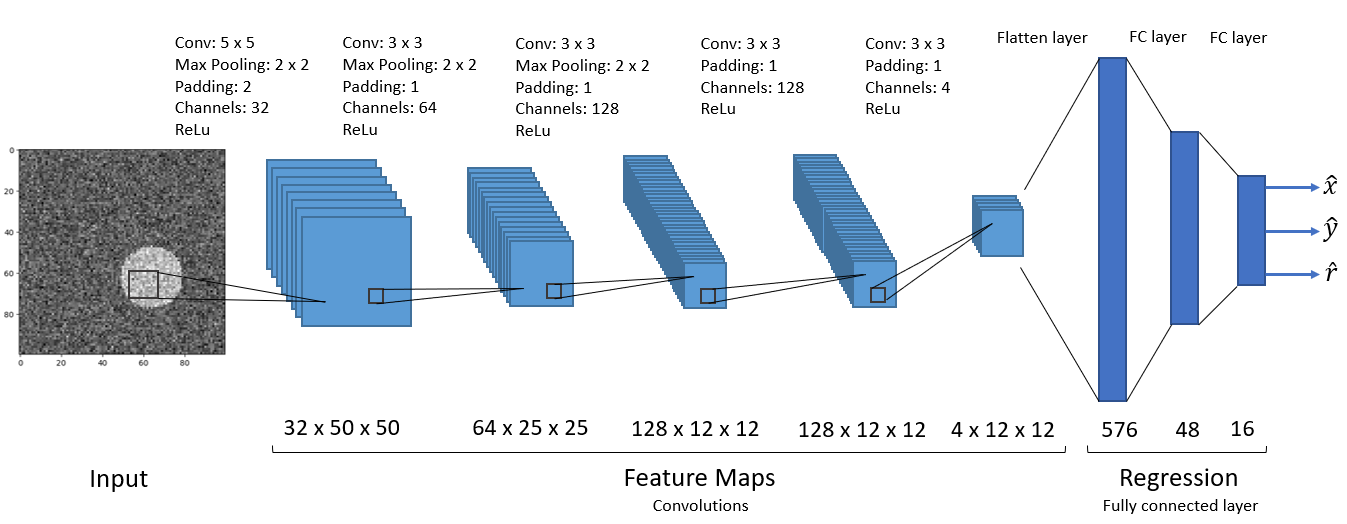 Conv: 5 x 5
Max Pooling: 2 x 2
Padding: 2
Channels: 32
ReLu
Conv: 3 x 3
Max Pooling: 2 x 2
Padding: 1
Channels: 64
ReLu
Conv: 3 x 3
Max Pooling: 2 x 2
Padding: 1
Channels: 128
ReLu
Conv: 3 x 3
Padding: 1
Channels: 128
ReLu
Conv: 3 x 3
Padding: 1
Channels: 4
ReLu
Flatten layer
FC layer
FC layer
0
20
40
60
80
0 20 40 60 80
x̂
ŷ
r̂
32 x 50 x 50
64 x 25 x 25
128 x 12 x 12
128 x 12 x 12
4 x 12 x 12
576
48
16
Input
Feature Maps
Convolutions
Regression
Fully connected layer